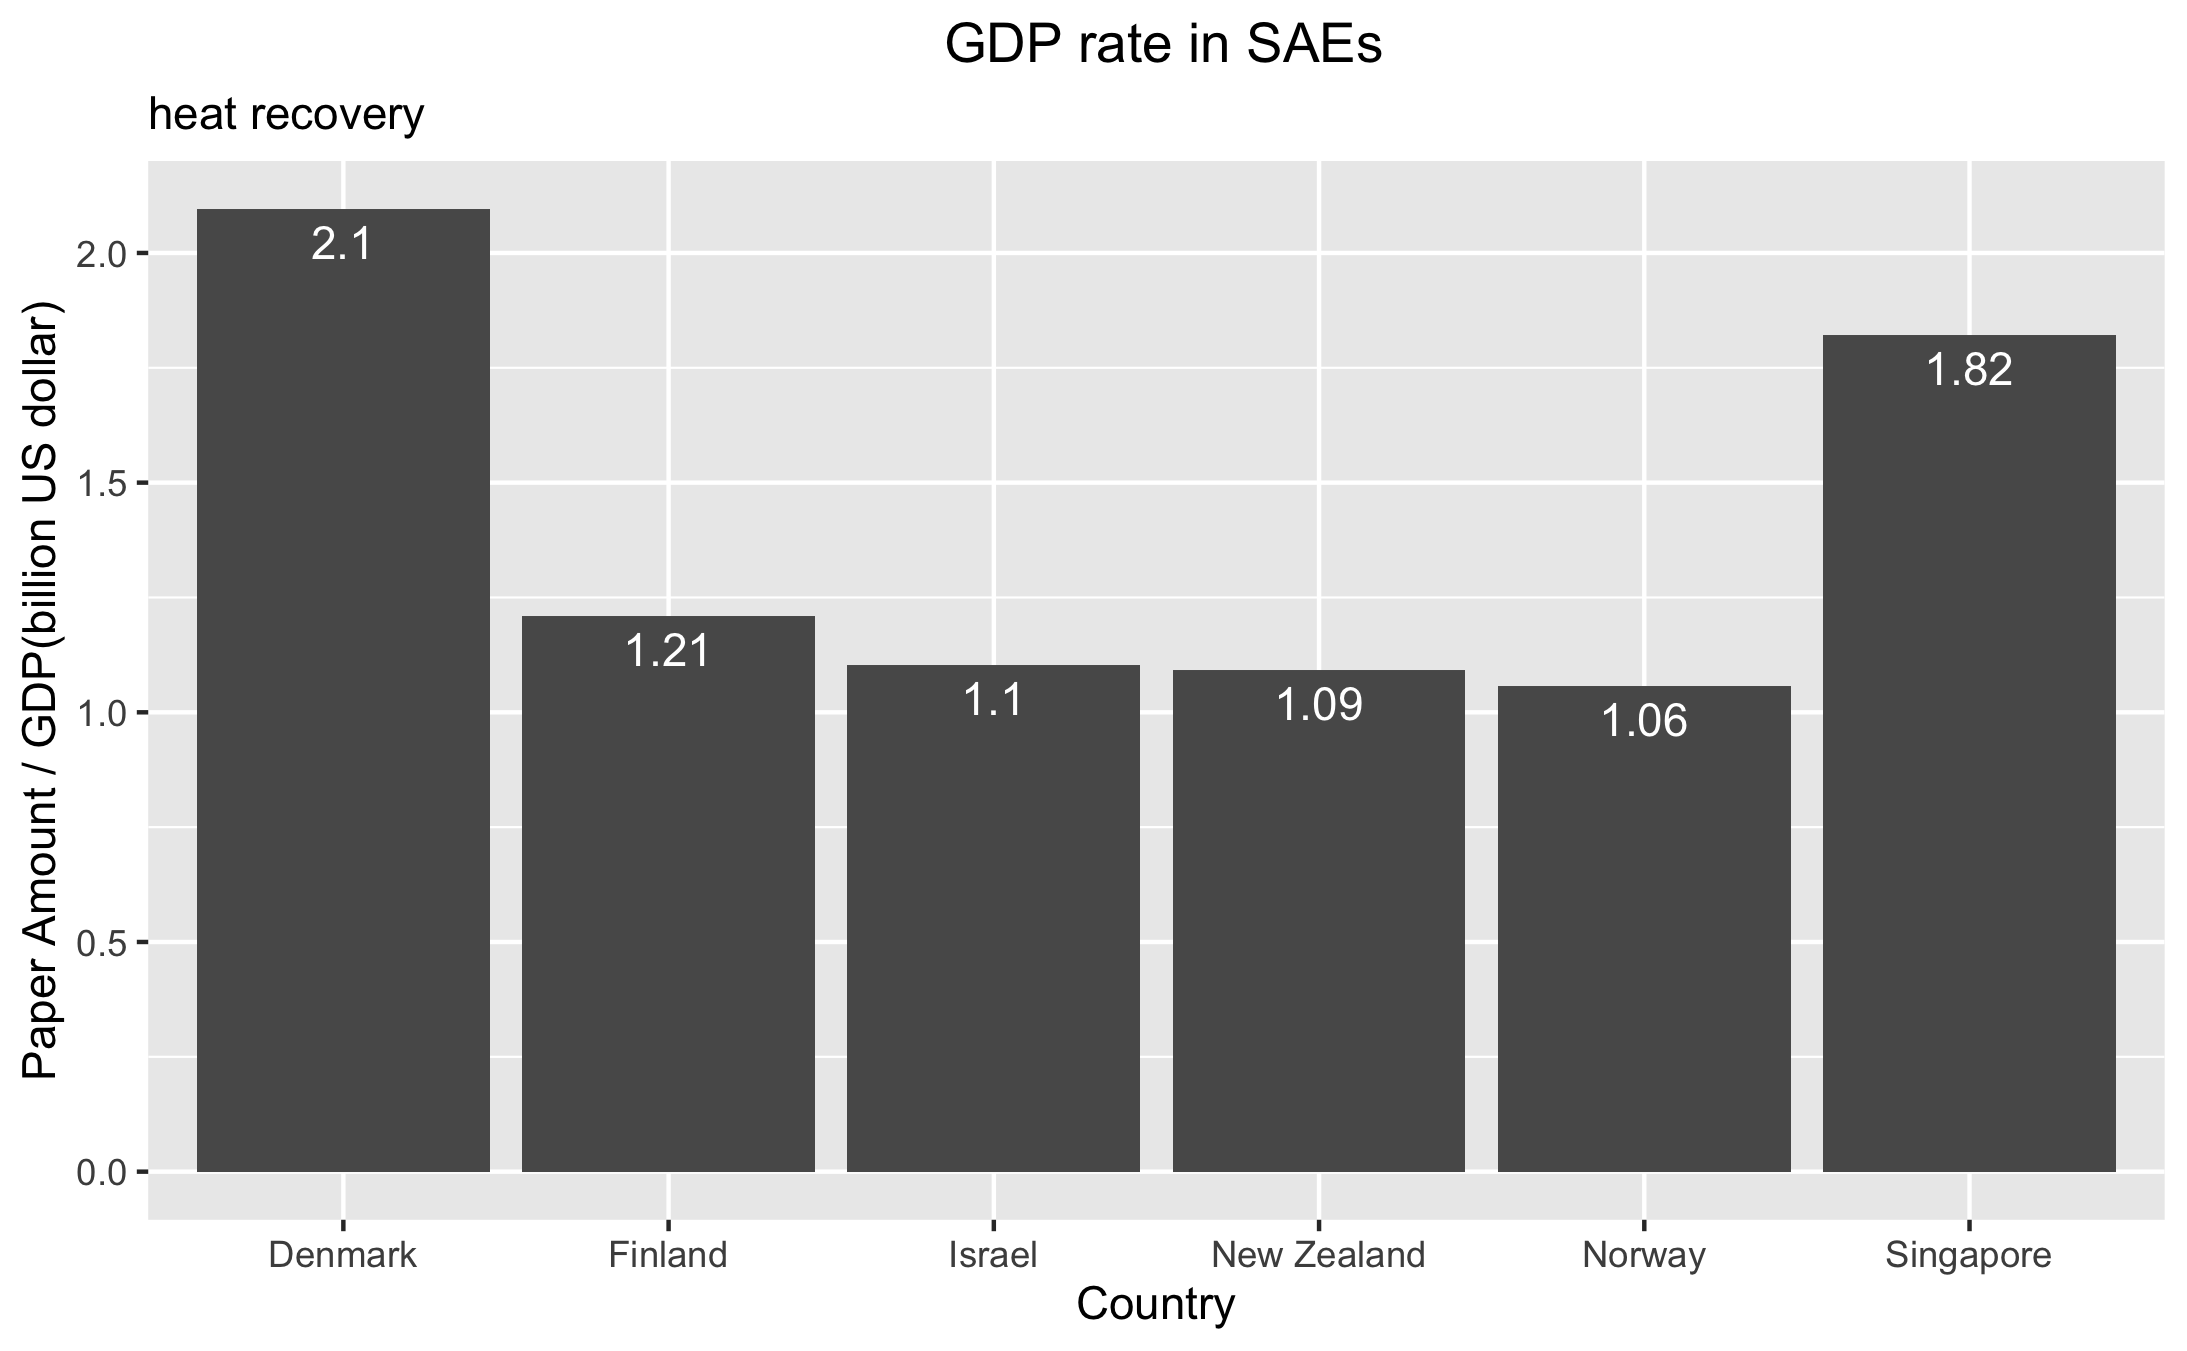 GDP rate in SAEs
heat recovery
Paper Amount / GDP(billion US dollar)
2.0
1.5
1.0
0.5
0.0
2.1
1.21
1.1
1.09
1.06
1.82
Denmark
Finland
Israel
New Zealand
Norway
Singapore
Country